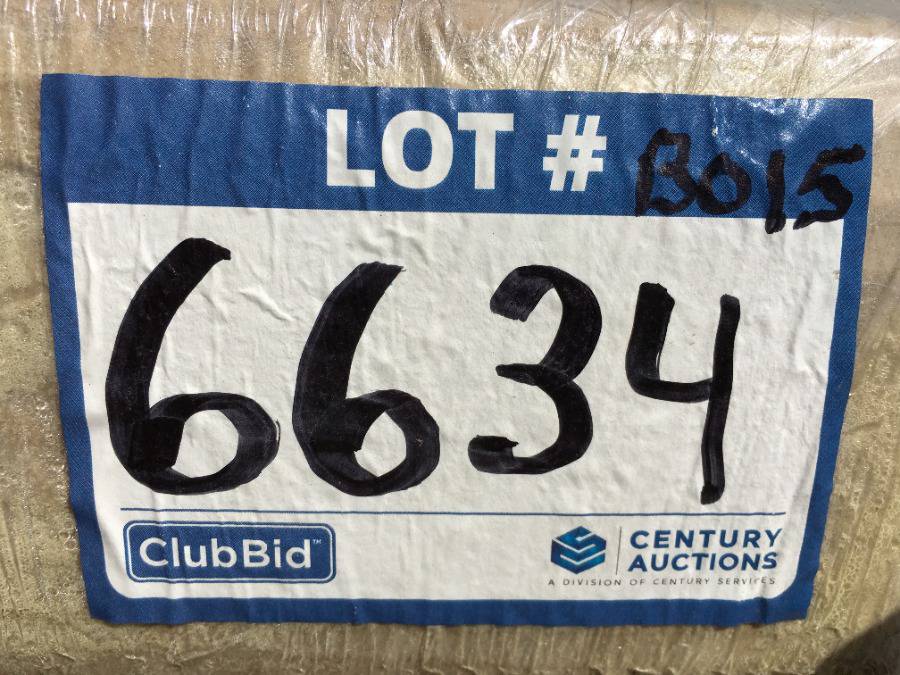 LOT # B015
6634
ClubBid™
CENTURY
AUCTIONS
A DIVISION OF CENTURY SERVICES